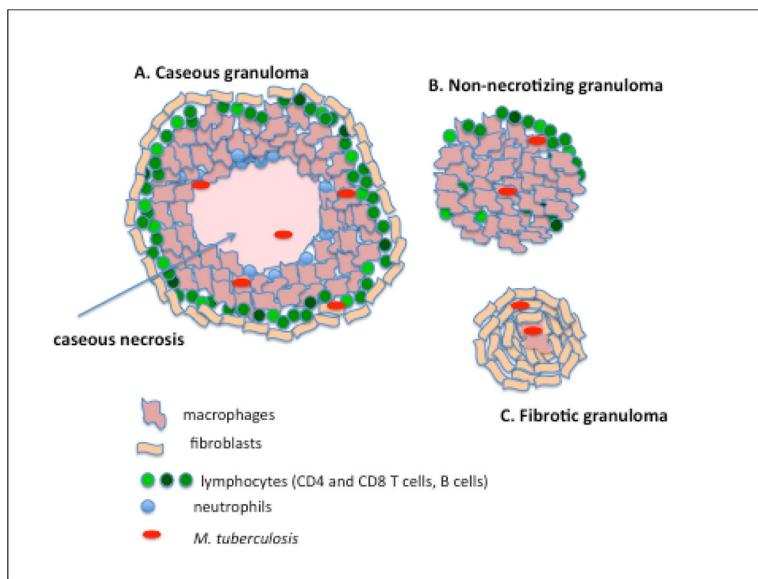 A. Caseous granuloma
B. Non-necrotizing granuloma
caseous necrosis
C. Fibrotic granuloma
macrophages
fibroblasts
lymphocytes (CD4 and CD8 T cells, B cells)
neutrophils
M. tuberculosis